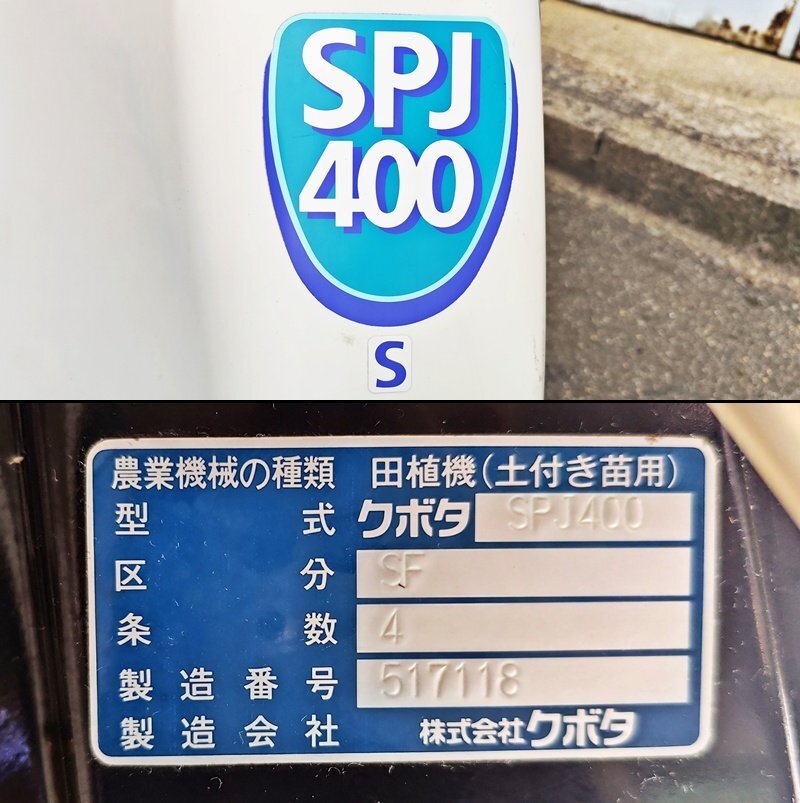 SPJ
400
S
農業機械の種類 田植機(土付き苗用)
型式 クボタ SPJ400
区分 SF
条数 4
製造番号 517118
製造会社 株式会社クボタ